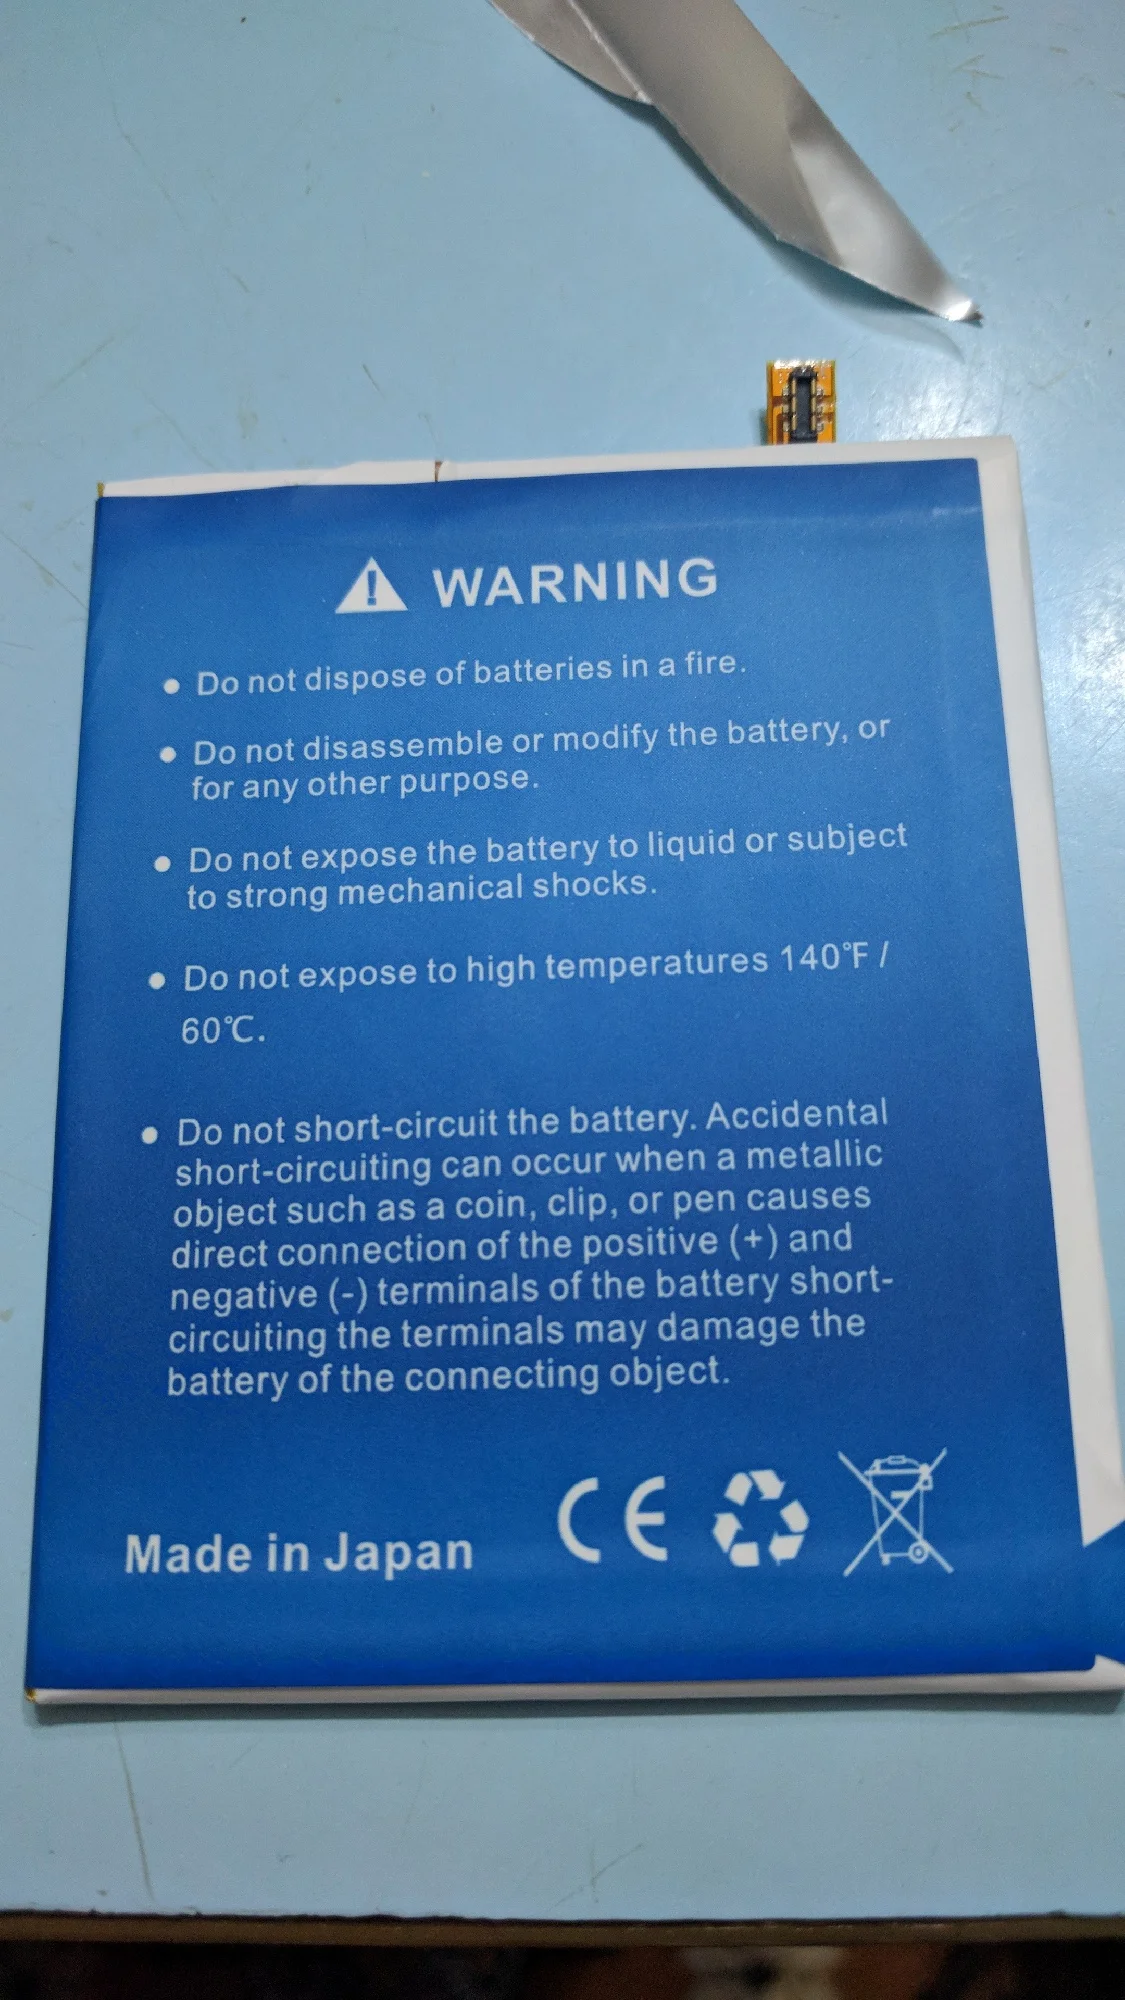 WARNING
• Do not dispose of batteries in a fire.
• Do not disassemble or modify the battery, or
for any other purpose.
• Do not expose the battery to liquid or subject
to strong mechanical shocks.
• Do not expose to high temperatures 140℉ /
60℃.
• Do not short-circuit the battery. Accidental
short-circuiting can occur when a metallic
object such as a coin, clip, or pen causes
direct connection of the positive (+) and
negative (-) terminals of the battery short-
circuiting the terminals may damage the
battery of the connecting object.
Made in Japan CE